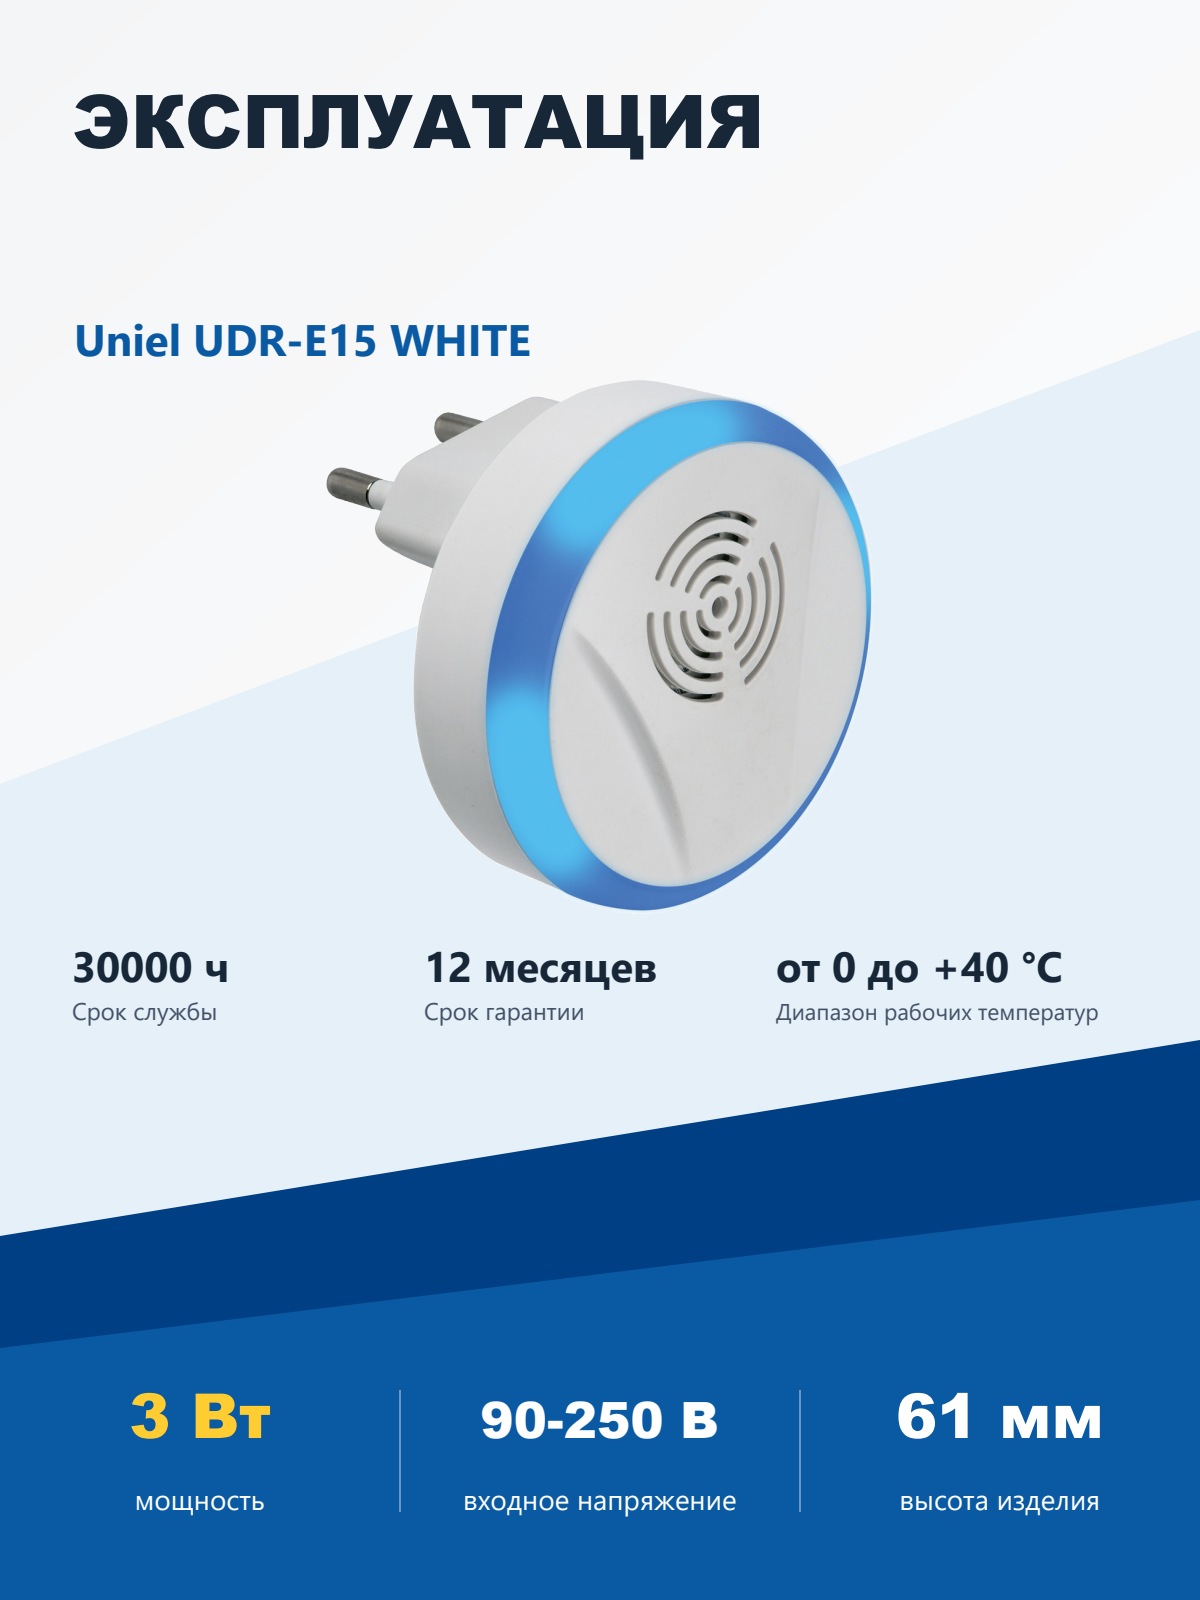 ЭКСПЛУАТАЦИЯ
Uniel UDR-E15 WHITE
30000 ч
Срок службы
12 месяцев
Срок гарантии
от 0 до +40 °C
Диапазон рабочих температур
3 Вт
мощность
90-250 В
входное напряжение
61 мм
высота изделия